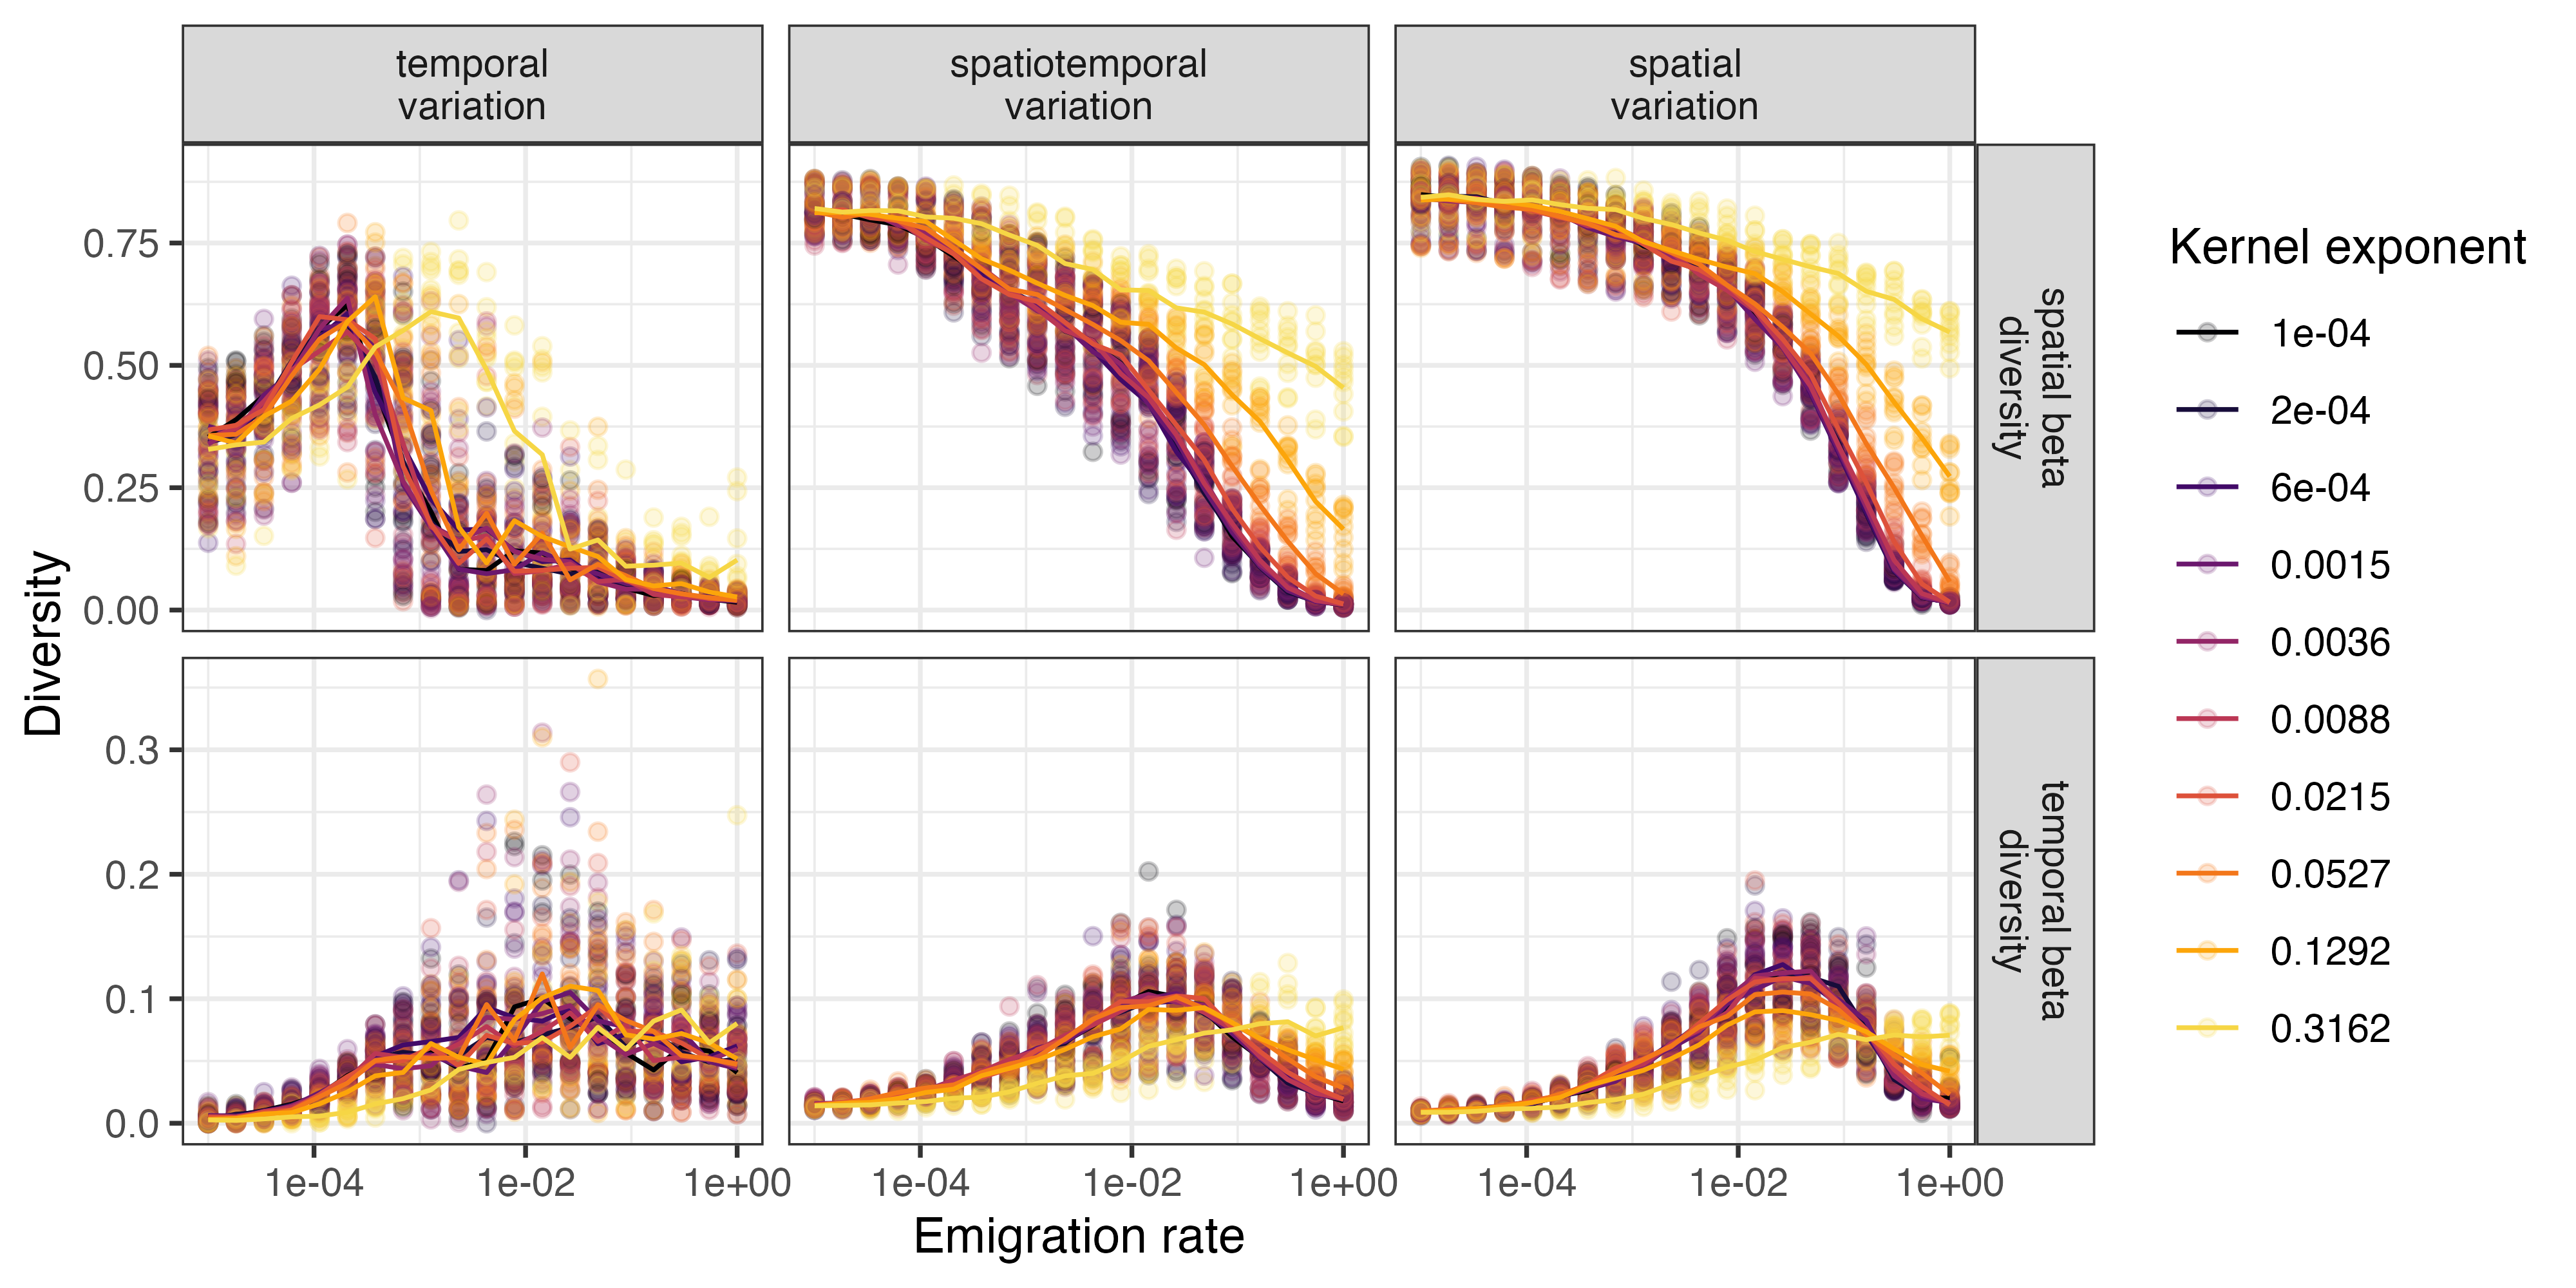 temporal
variation
spatiotemporal
variation
spatial
variation
spatial beta
diversity
temporal beta
diversity
Diversity
0.75
0.50
0.25
0.00
0.3
0.2
0.1
0.0
1e-04
1e-02
1e+00
1e-04
1e-02
1e+00
1e-04
1e-02
1e+00
Emigration rate
Kernel exponent
1e-04
2e-04
6e-04
0.0015
0.0036
0.0088
0.0215
0.0527
0.1292
0.3162